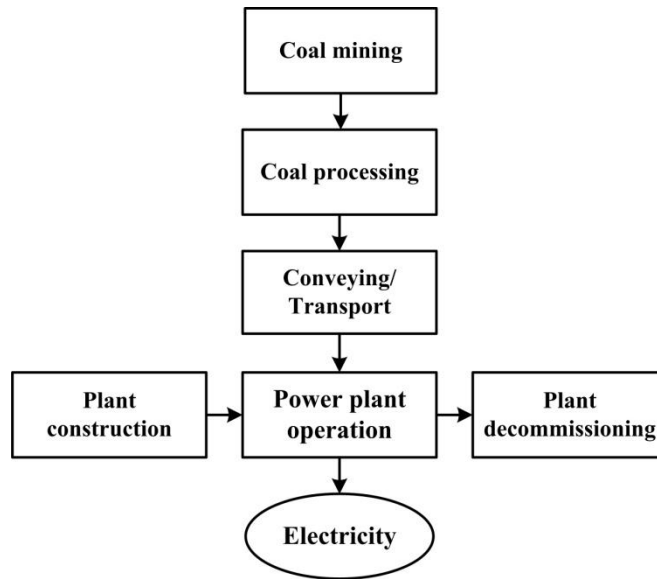 Coal mining
Coal processing
Conveying/
Transport
Plant
construction
Power plant
operation
Plant
decommissioning
Electricity